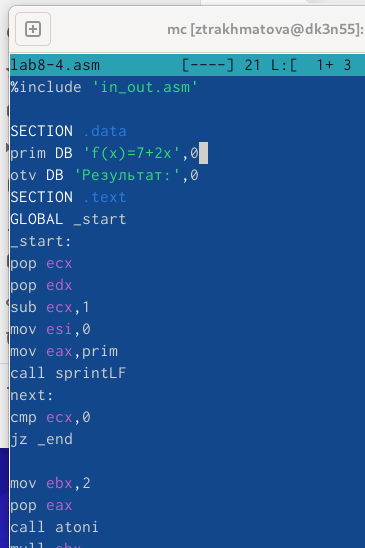 mc [ztrakhmatova@dk3n55]:
lab8-4.asm [----] 21 L:[ 1+ 3
%include 'in_out.asm'
SECTION .data
prim DB 'f(x)=7+2x',0
otv DB 'Результат:',0
SECTION .text
GLOBAL _start
_start:
pop ecx
pop edx
sub ecx,1
mov esi,0
mov eax,prim
call sprintLF
next:
cmp ecx,0
jz _end
mov ebx,2
pop eax
call atoni
mull ebx